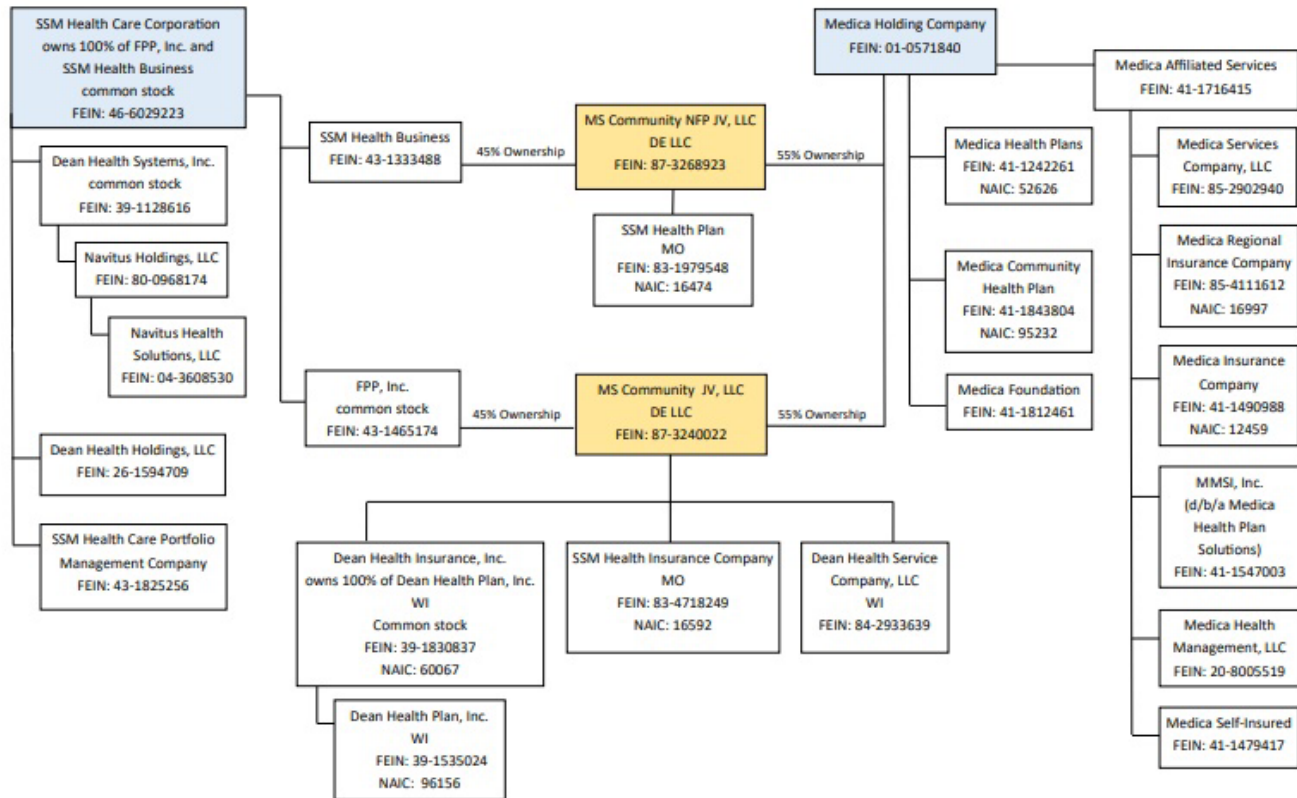 SSM Health Care Corporation
owns 100% of FPP, Inc. and
SSM Health Business
common stock
FEIN: 46-6029223
Dean Health Systems, Inc.
common stock
FEIN: 39-1128616
Navitus Holdings, LLC
FEIN: 80-0968174
Navitus Health
Solutions, LLC
FEIN: 04-3608530
Dean Health Holdings, LLC
FEIN: 26-1594709
SSM Health Care Portfolio
Management Company
FEIN: 43-1825256
SSM Health Business
FEIN: 43-1333488
45% Ownership
MS Community NFP JV, LLC
DE LLC
FEIN: 87-3268923
55% Ownership
SSM Health Plan
MO
FEIN: 83-1979548
NAIC: 16474
FPP, Inc.
common stock
FEIN: 43-1465174
45% Ownership
MS Community JV, LLC
DE LLC
FEIN: 87-3240022
55% Ownership
Dean Health Insurance, Inc.
owns 100% of Dean Health Plan, Inc.
WI
Common stock
FEIN: 39-1830837
NAIC: 60067
Dean Health Plan, Inc.
WI
FEIN: 39-1535024
NAIC: 96156
SSM Health Insurance Company
MO
FEIN: 83-4718249
NAIC: 16592
Dean Health Service
Company, LLC
WI
FEIN: 84-2933639
Medica Holding Company
FEIN: 01-0571840
Medica Health Plans
FEIN: 41-1242261
NAIC: 52626
Medica Community
Health Plan
FEIN: 41-1843804
NAIC: 95232
Medica Foundation
FEIN: 41-1812461
Medica Affiliated Services
FEIN: 41-1716415
Medica Services
Company, LLC
FEIN: 85-2902940
Medica Regional
Insurance Company
FEIN: 85-4111612
NAIC: 16997
Medica Insurance
Company
FEIN: 41-1490988
NAIC: 12459
MMSI, Inc.
(d/b/a Medica
Health Plan
Solutions)
FEIN: 41-1547003
Medica Health
Management, LLC
FEIN: 20-8005519
Medica Self-Insured
FEIN: 41-1479417